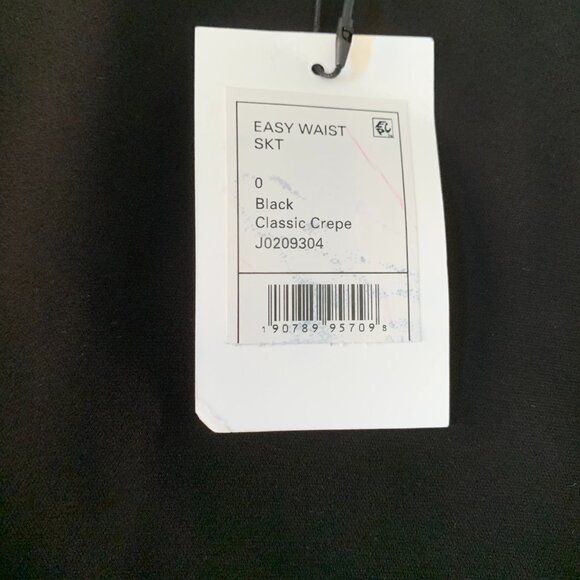 EASY WAIST
SKT
0
Black
Classic Crepe
J0209304
1 90789 95709 8